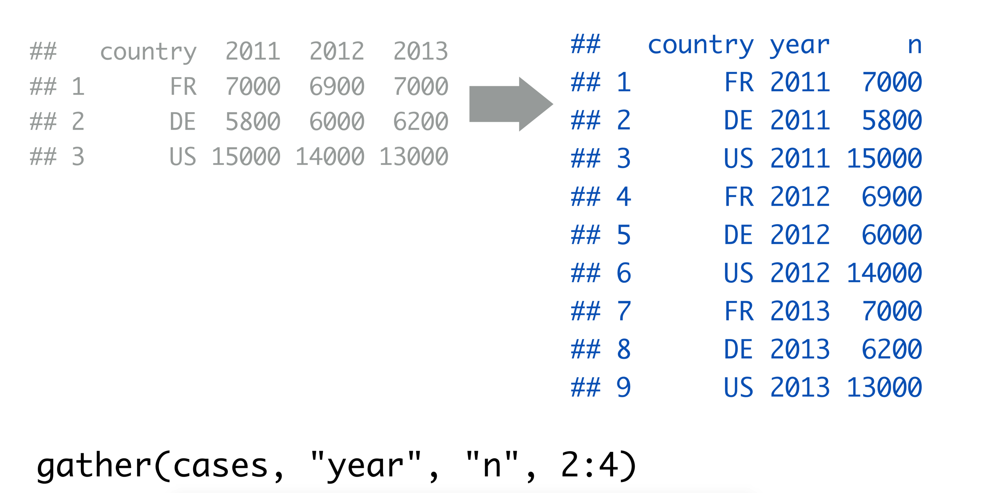 ## country 2011 2012 2013
## 1 FR 7000 6900 7000
## 2 DE 5800 6000 6200
## 3 US 15000 14000 13000
## country year n
## 1 FR 2011 7000
## 2 DE 2011 5800
## 3 US 2011 15000
## 4 FR 2012 6900
## 5 DE 2012 6000
## 6 US 2012 14000
## 7 FR 2013 7000
## 8 DE 2013 6200
## 9 US 2013 13000
gather(cases, "year", "n", 2:4)